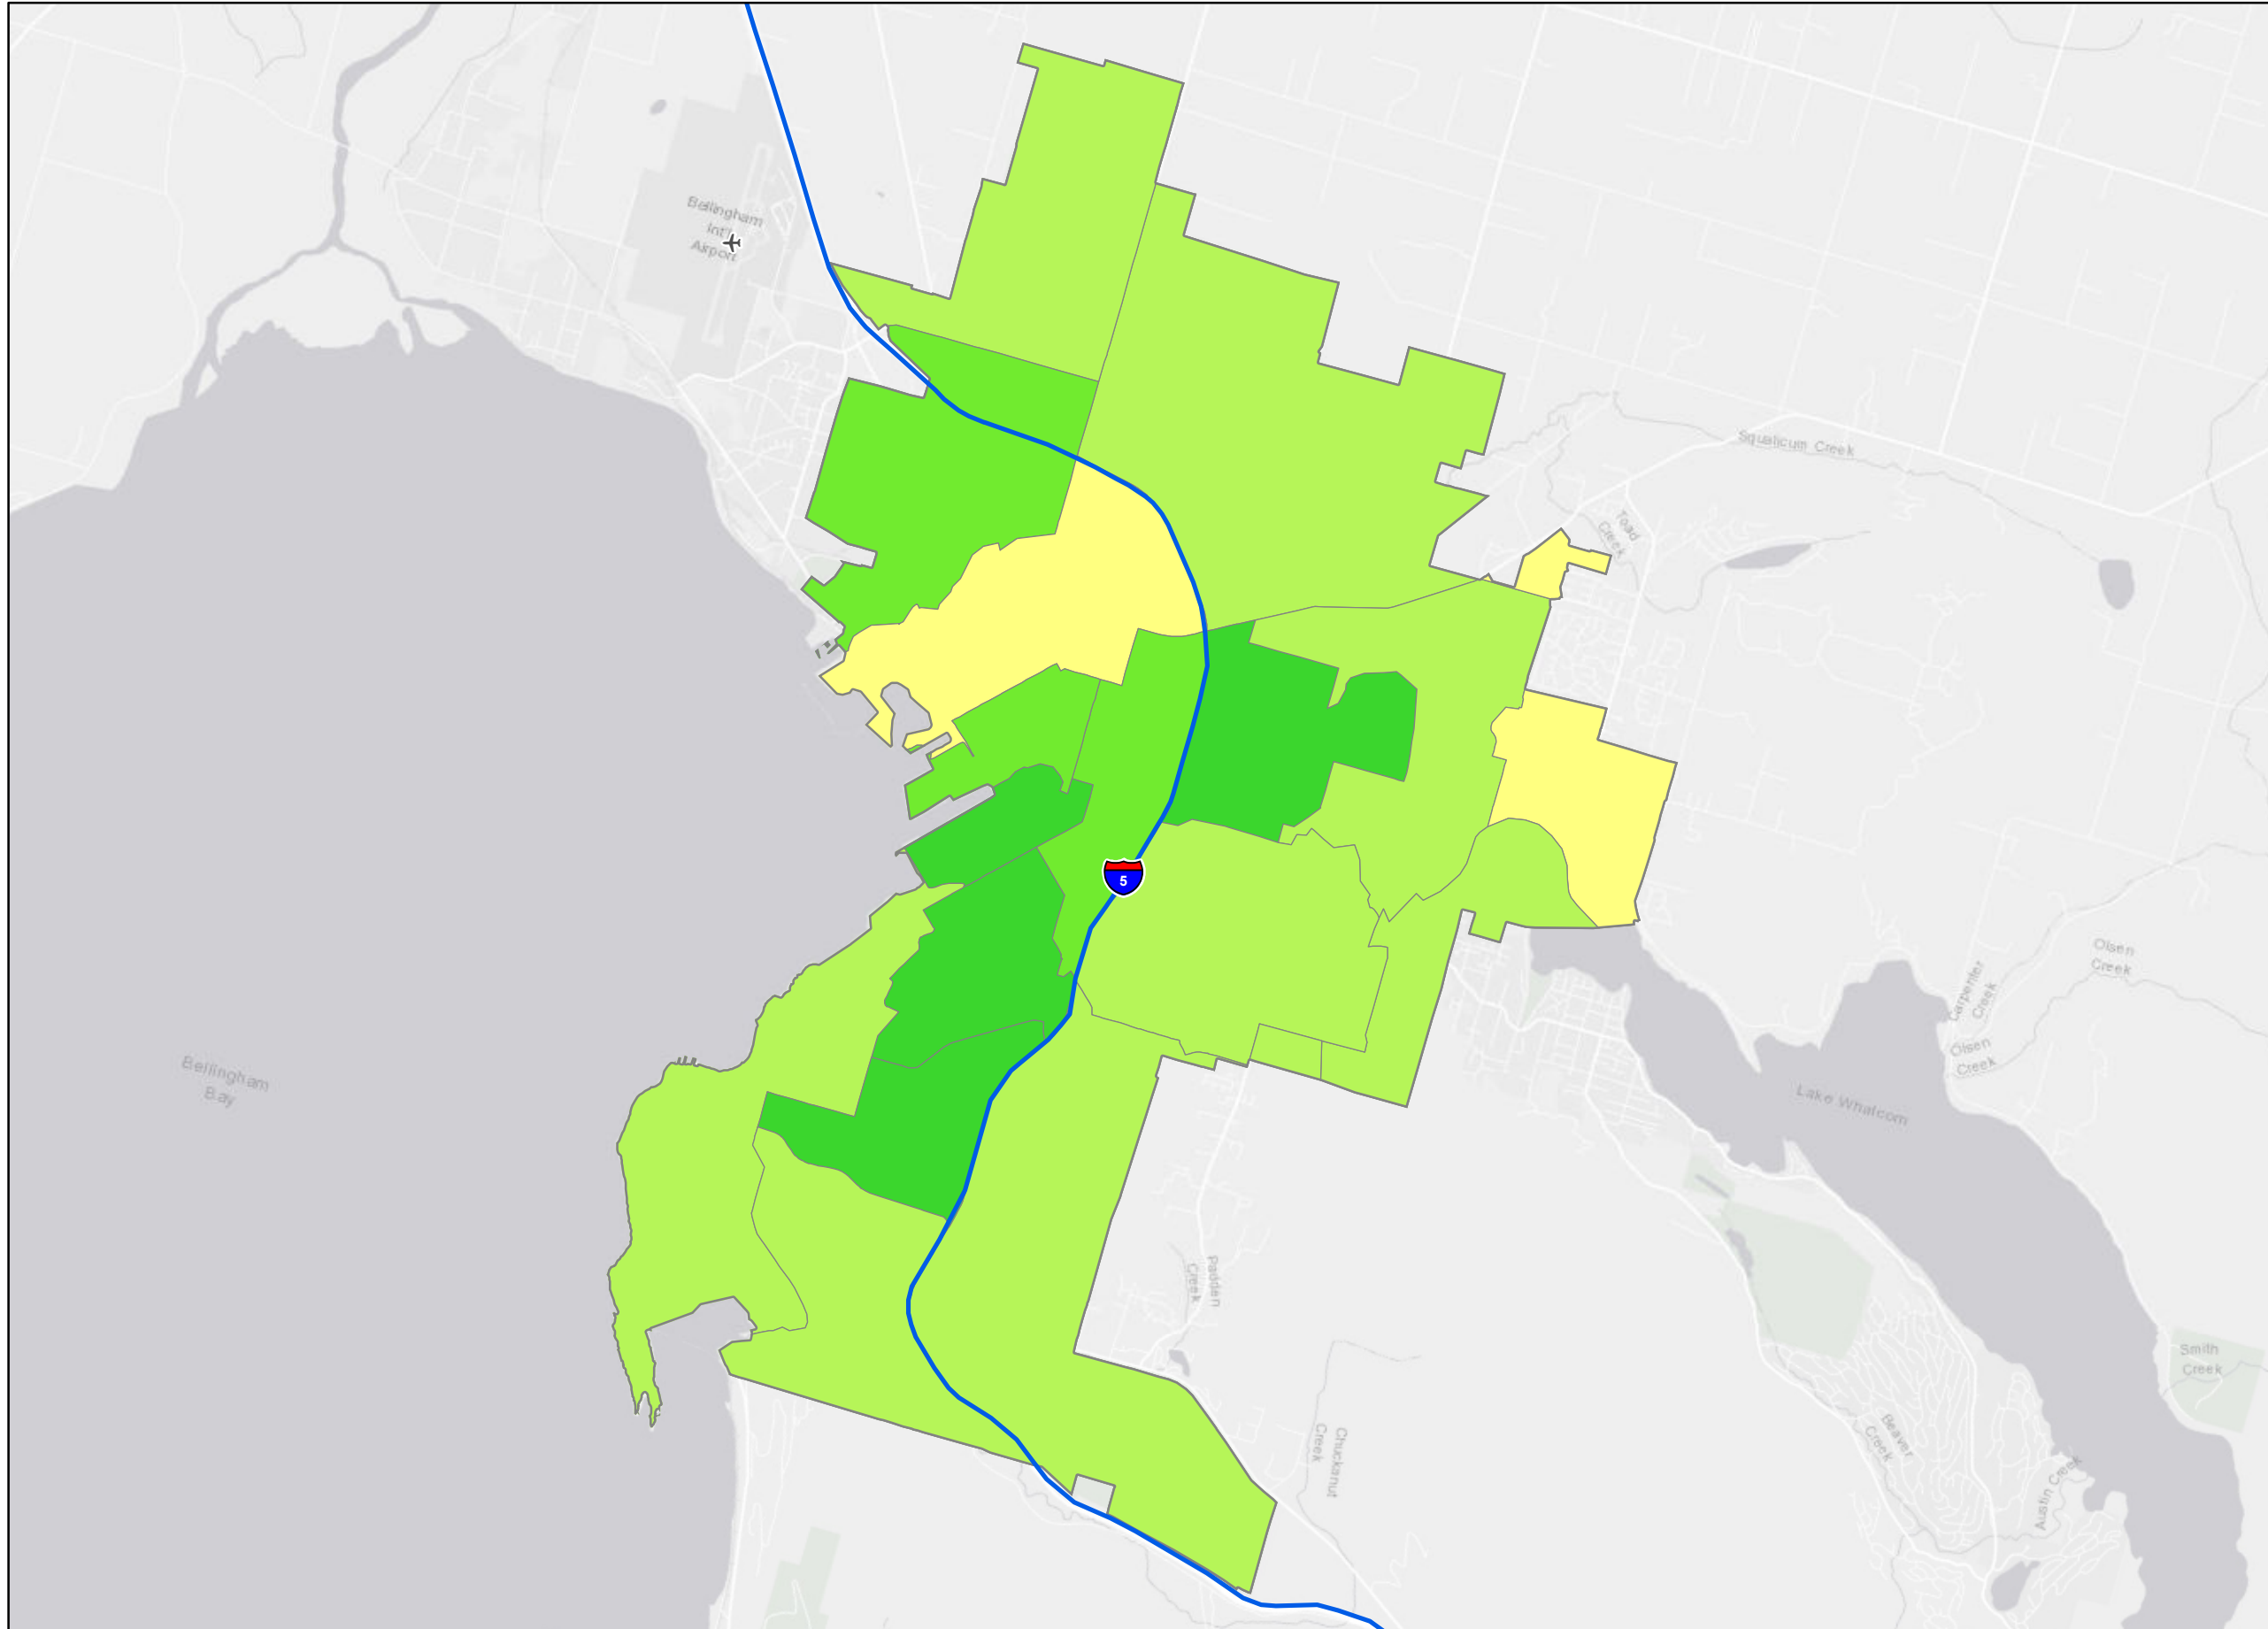 Bellingham
Int'l
Airport
Squalicum Creek
Toad
Creek
5
Olsen
Creek
Carpenter
Creek
Olsen
Creek
Bellingham
Bay
Lake Whatcom
Padden
Creek
Smith
Creek
Chuckanut
Creek
Beaver
Creek
Austin Creek